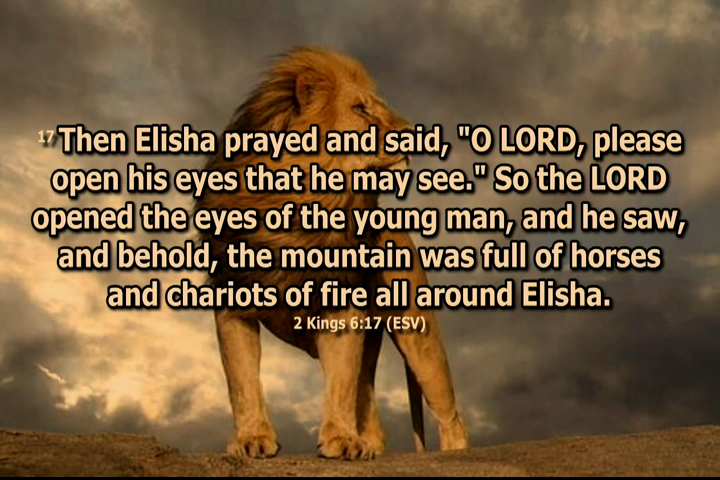 17 Then Elisha prayed and said, "O LORD, please
open his eyes that he may see." So the LORD
opened the eyes of the young man, and he saw,
and behold, the mountain was full of horses
and chariots of fire all around Elisha.
2 Kings 6:17 (ESV)